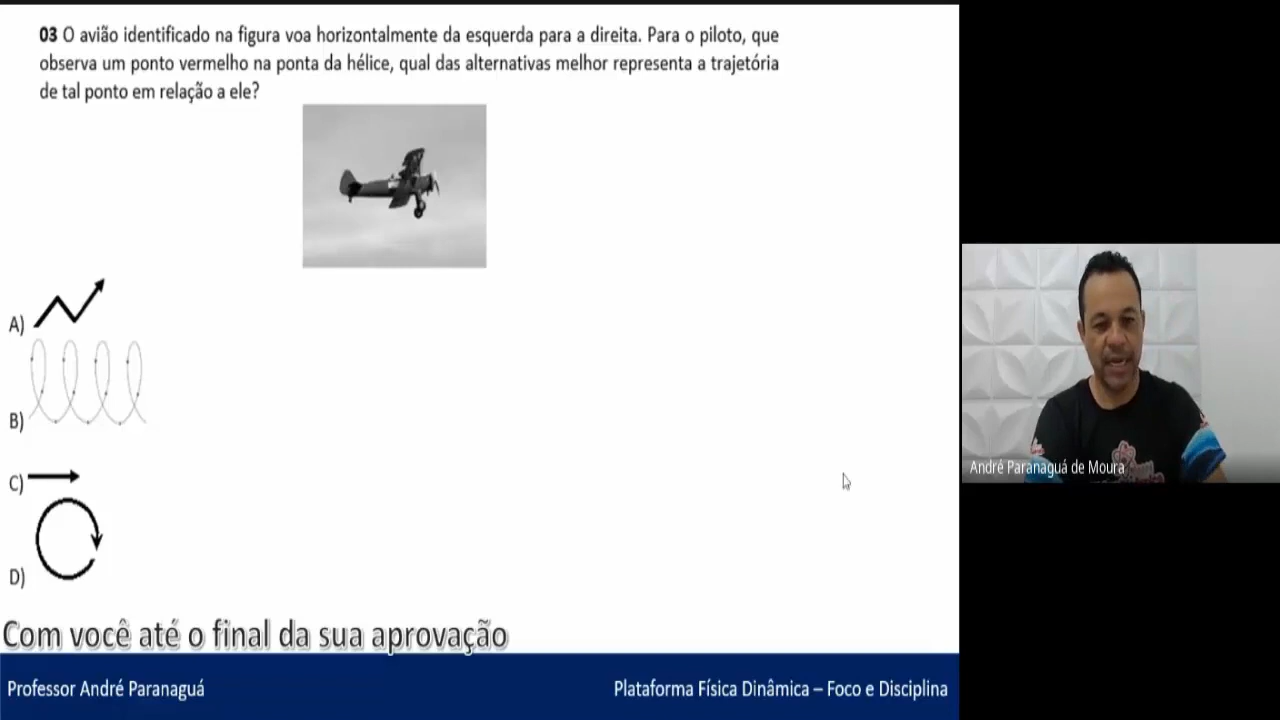 03 O avião identificado na figura voa horizontalmente da esquerda para a direita. Para o piloto, que
observa um ponto vermelho na ponta da hélice, qual das alternativas melhor representa a trajetória
de tal ponto em relação a ele?
A)
B)
C)
D)
André Paranaguá de Moura
Com você até o final da sua aprovação
Professor André Paranaguá
Plataforma Física Dinâmica – Foco e Disciplina